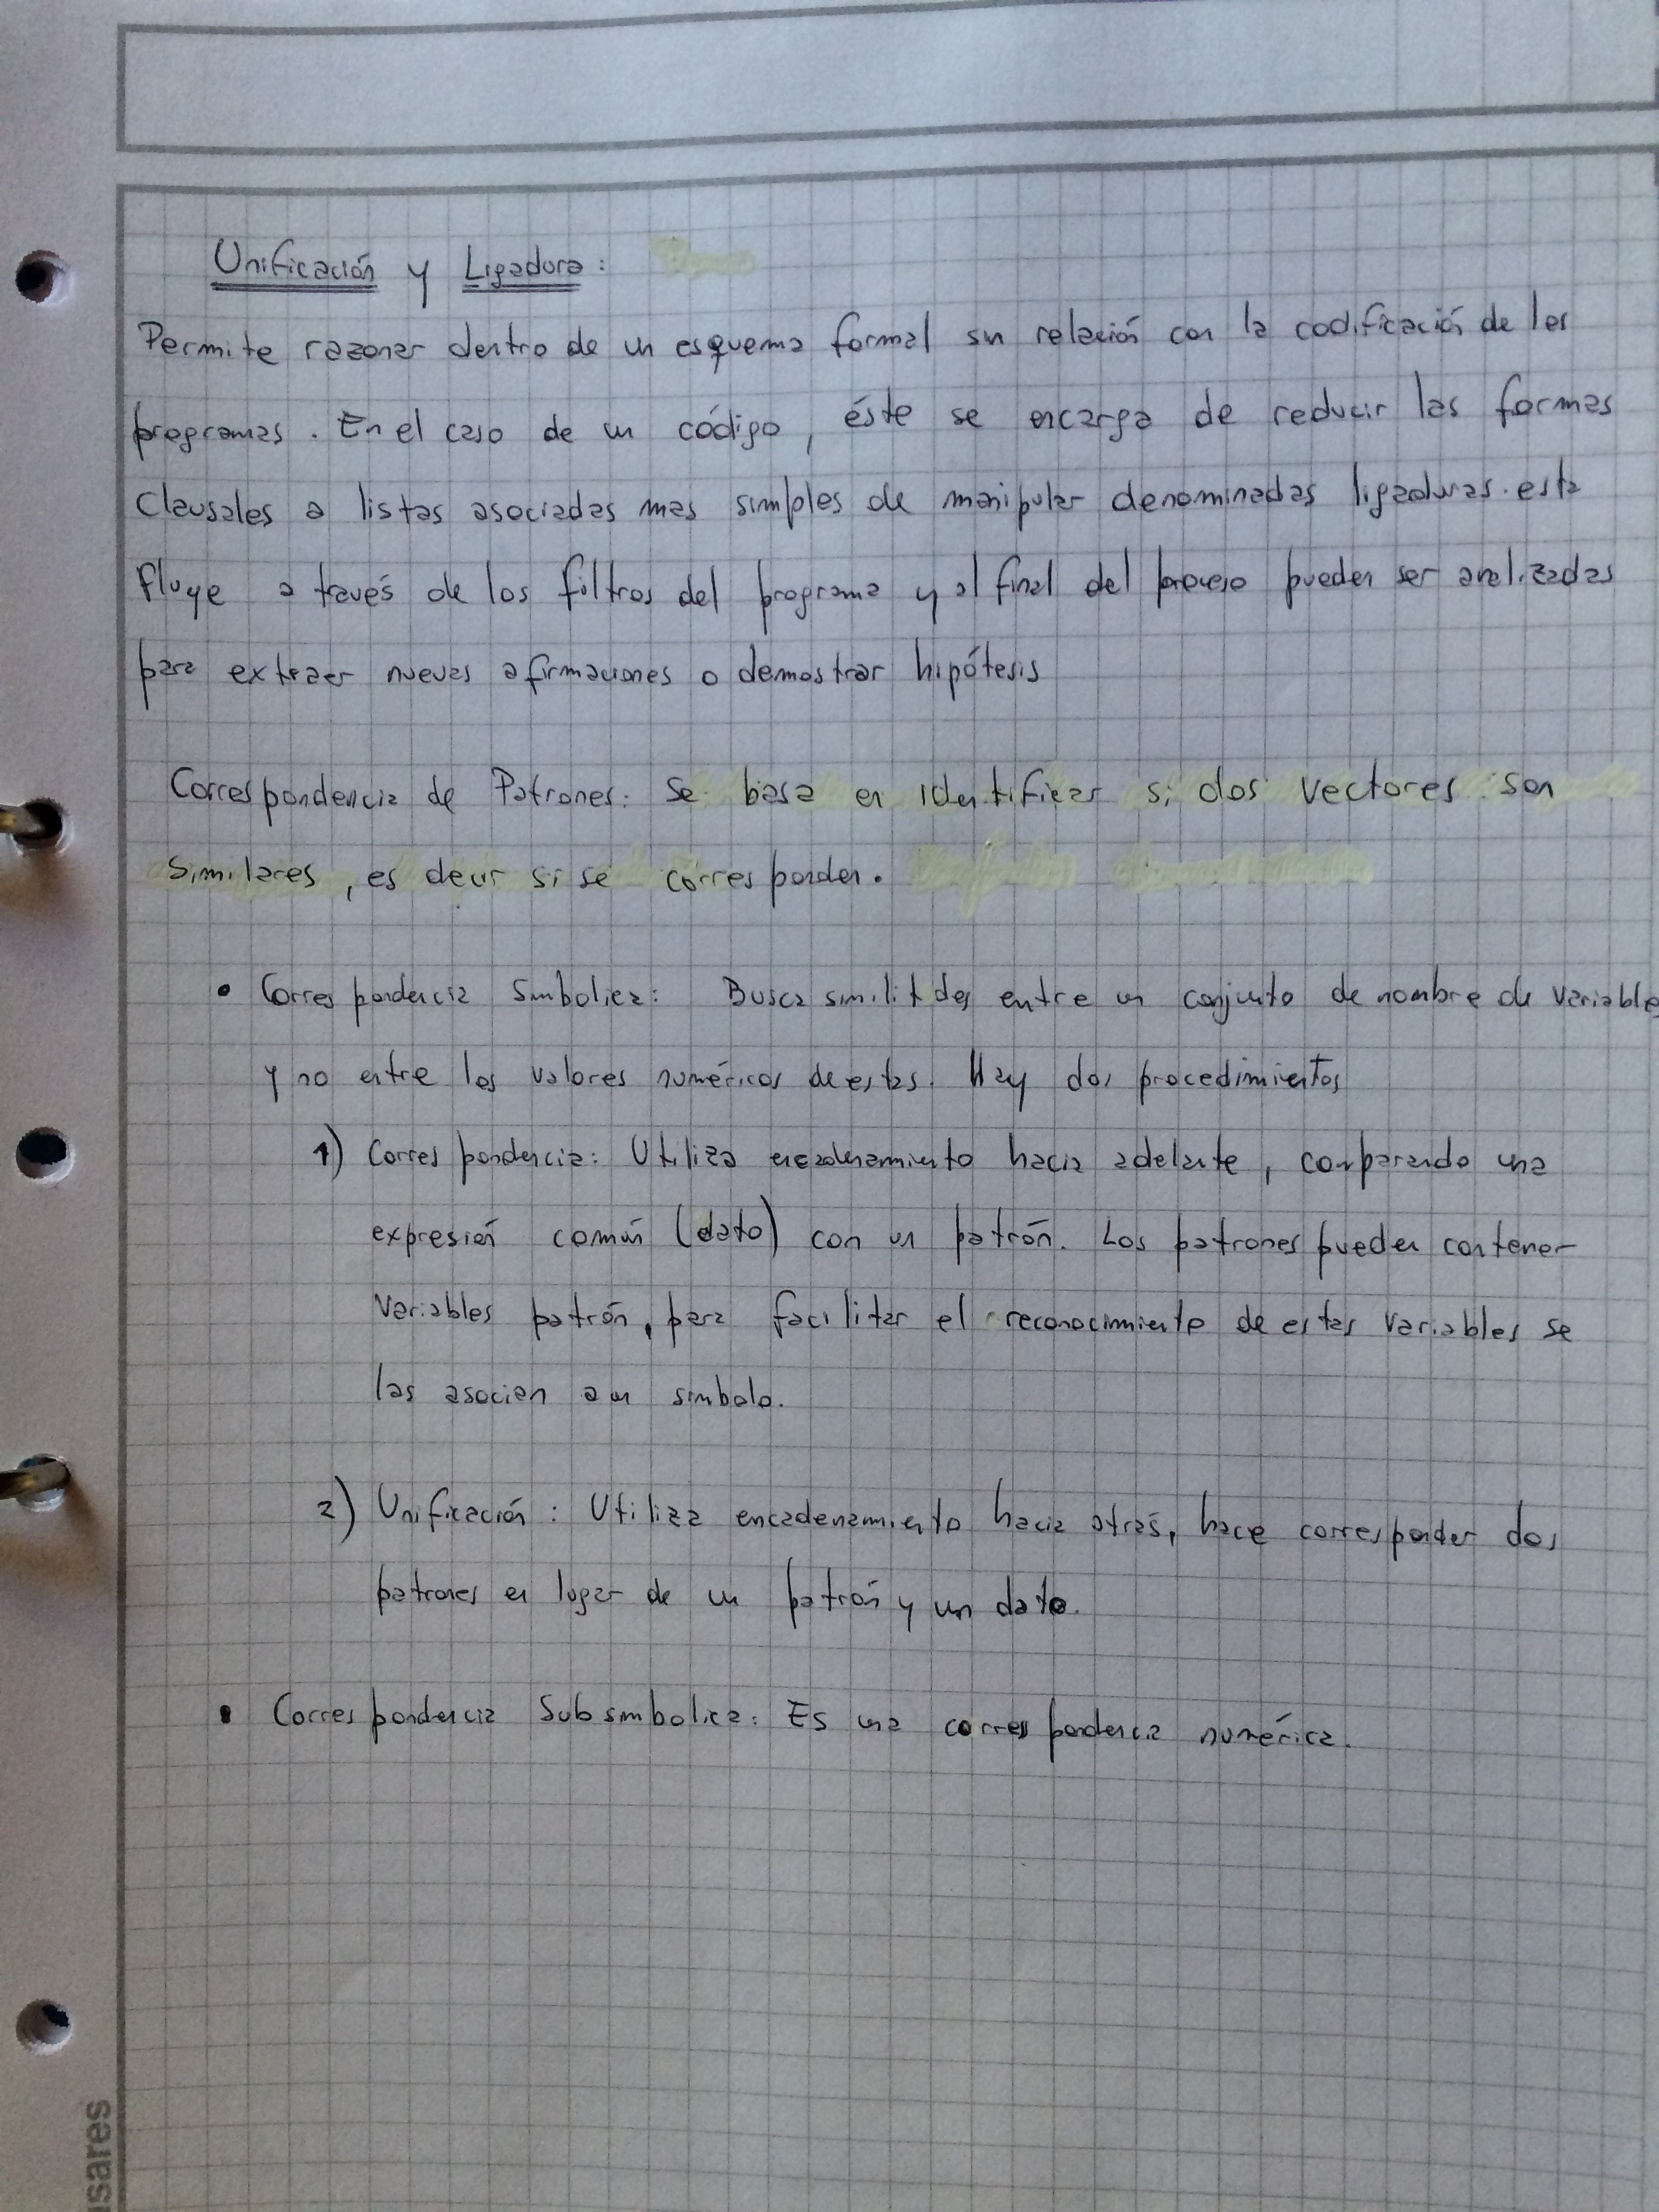 Unificación y Ligadura:
Permite razonar dentro de un esquema formal sin relación con la codificación de los
programas. En el caso de un código, éste se encarga de reducir las formas
Clausales a listas asociadas mas simples de manipular denominadas ligaduras. esta
fluye a través de los filtros del programa y al final del proceso pueden ser analizadas
para extraer nuevas afirmaciones o demostrar hipótesis
Correspondencia de Patrones: Se basa en identificar si dos vectores son
similares, es decir si se corresponden.
• Correspondencia Simbolica: Busca similitudes entre un conjunto de nombre de variable
y no entre los valores numéricos de estas. Hay dos procedimientos
1) Correspondencia: Utiliza encadenamiento hacia adelante, comparando una
expresión común (dato) con un patrón. Los patrones pueden contener
variables patrón, para facilitar el reconocimiento de estas variables se
las asocian a un simbolo.
2) Unificación: Utiliza encadenamiento hacia atrás, hace corresponder dos
patrones en lugar de un patrón y un dato.
• Correspondencia Subsimbolica: Es una correspondencia numérica.
usares